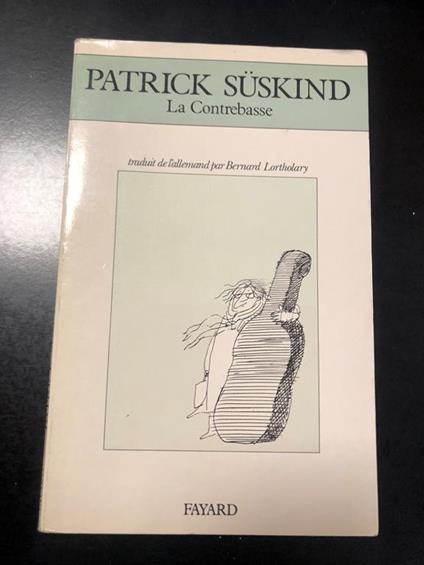 PATRICK SÜSKIND
La Contrebasse
traduit de l'allemand par Bernard Lortholary
FAYARD